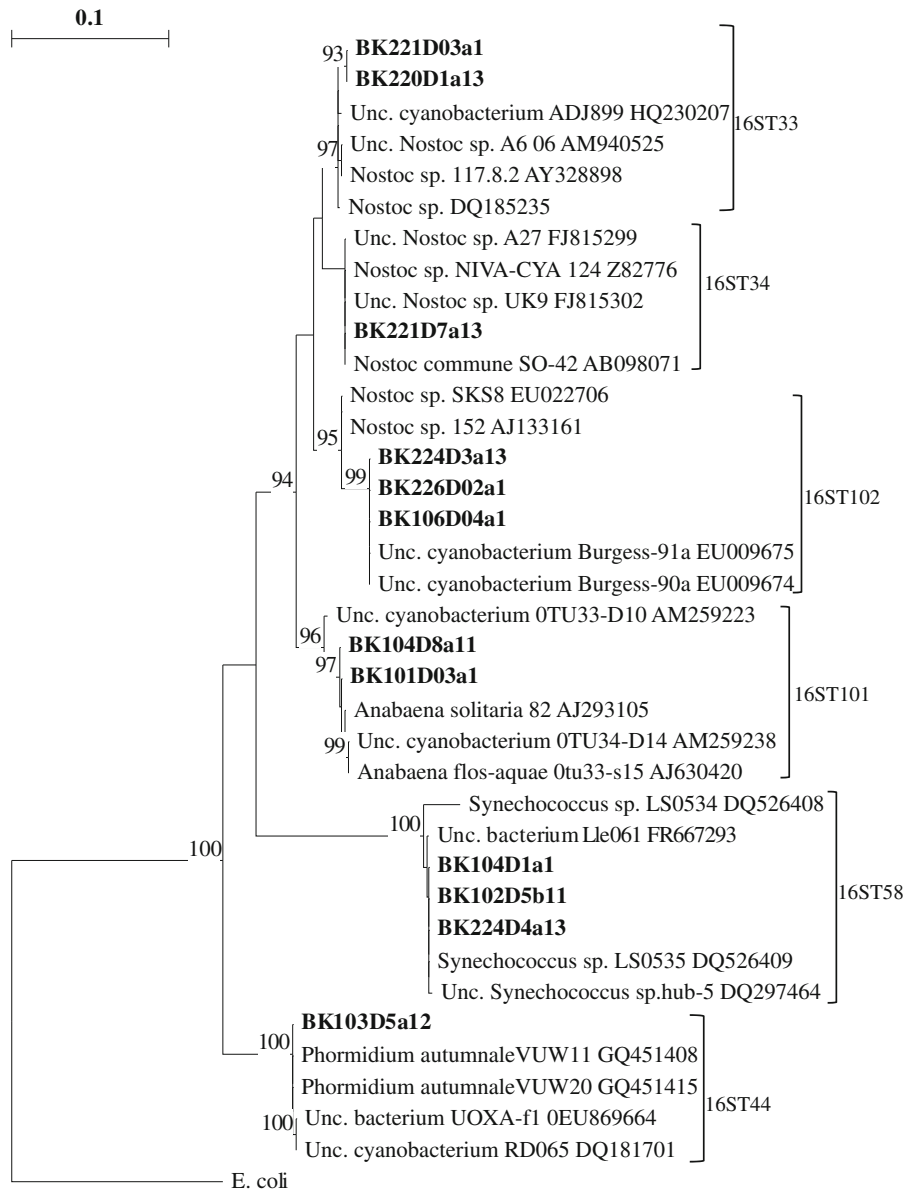 0.1
93
BK221D03a1
BK220D1a13
Unc. cyanobacterium ADJ899 HQ230207
16ST33
97
Unc. Nostoc sp. A6 06 AM940525
Nostoc sp. 117.8.2 AY328898
Nostoc sp. DQ185235
Unc. Nostoc sp. A27 FJ815299
Nostoc sp. NIVA-CYA 124 Z82776
16ST34
Unc. Nostoc sp. UK9 FJ815302
BK221D7a13
Nostoc commune SO-42 AB098071
Nostoc sp. SKS8 EU022706
95
Nostoc sp. 152 AJ133161
94
99
BK224D3a13
BK226D02a1
16ST102
BK106D04a1
Unc. cyanobacterium Burgess-91a EU009675
Unc. cyanobacterium Burgess-90a EU009674
Unc. cyanobacterium 0TU33-D10 AM259223
96
BK104D8a11
97
BK101D03a1
16ST101
Anabaena solitaria 82 AJ293105
Unc. cyanobacterium 0TU34-D14 AM259238
99
Anabaena flos-aquae 0tu33-s15 AJ630420
Synechococcus sp. LS0534 DQ526408
100
Unc. bacterium Lle061 FR667293
100
BK104D1a1
BK102D5b11
16ST58
BK224D4a13
Synechococcus sp. LS0535 DQ526409
Unc. Synechococcus sp.hub-5 DQ297464
BK103D5a12
100
Phormidium autumnaleVUW11 GQ451408
Phormidium autumnaleVUW20 GQ451415
16ST44
100
Unc. bacterium UOXA-f1 0EU869664
Unc. cyanobacterium RD065 DQ181701
E. coli